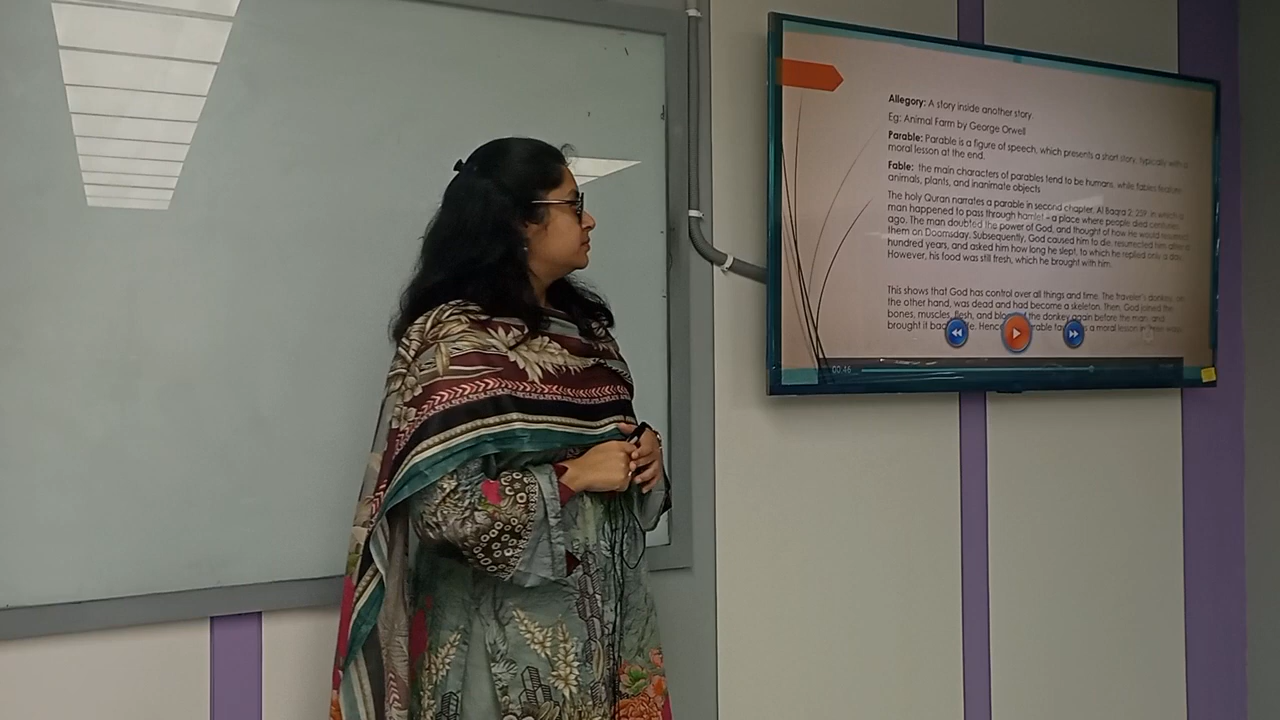 Allegory: A story inside another story.
Eg: Animal Farm by George Orwell
Parable: Parable is a figure of speech, which presents a short story, typically with a
moral lesson at the end.
Fable: the main characters of parables tend to be humans, while fables feature
animals, plants, and inanimate objects
The holy Quran narrates a parable in second chapter, Al Baqra 2: 259, in which a
man happened to pass through hamlet – a place where people died centuries
ago. The man doubted the power of God, and thought of how He would resurrect
them on Doomsday. Subsequently, God caused him to die, resurrected him after a
hundred years, and asked him how long he slept, to which he replied only a day.
However, his food was still fresh, which he brought with him.
This shows that God has control over all things and time. The traveler's donkey, on
the other hand, was dead and had become a skeleton. Then, God joined the
bones, muscles, flesh, and of the donkey again before the man, and
brought it a moral lesson in
00:46